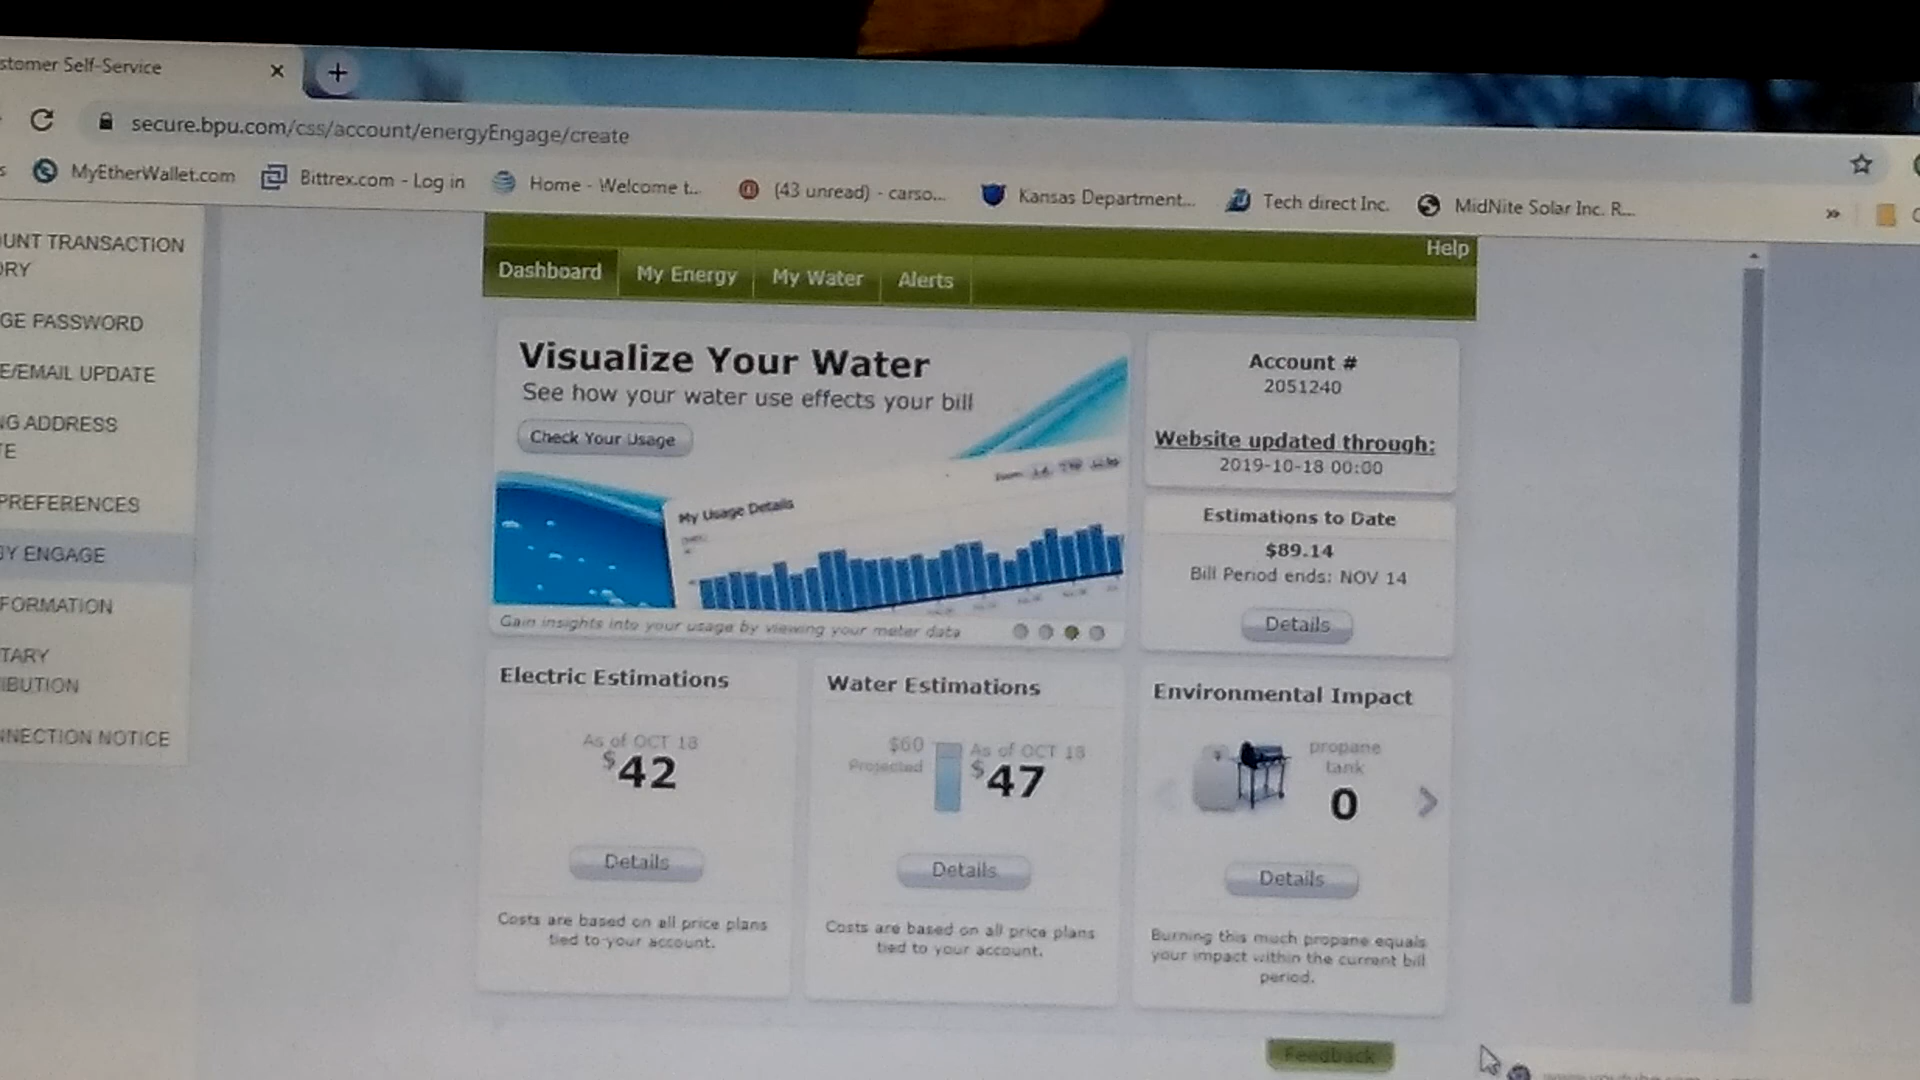 stomer Self-Service
secure.bpu.com/css/account/energyEngage/create
MyEtherWallet.com Bittrex.com - Log in Home - Welcome t... (43 unread) - carso... Kansas Department... Tech direct Inc. MidNite Solar Inc. R...
UNT TRANSACTION
ORY
GE PASSWORD
E/EMAIL UPDATE
NG ADDRESS
TE
PREFERENCES
GY ENGAGE
FORMATION
TARY
IBUTION
NNECTION NOTICE
Help
Dashboard My Energy My Water Alerts
Visualize Your Water
See how your water use effects your bill
Check Your Usage
My Usage Details
Gain insights into your usage by viewing your meter data
Account #
2051240
Website updated through:
2019-10-18 00:00
Estimations to Date
$89.14
Bill Period ends: NOV 14
Details
Electric Estimations
As of OCT 18
$42
Details
Costs are based on all price plans
tied to your account.
Water Estimations
$60
Projected
As of OCT 18
$47
Details
Costs are based on all price plans
tied to your account.
Environmental Impact
propane
tank
0
Details
Burning this much propane equals
your impact within the current bill
period.
Feedback